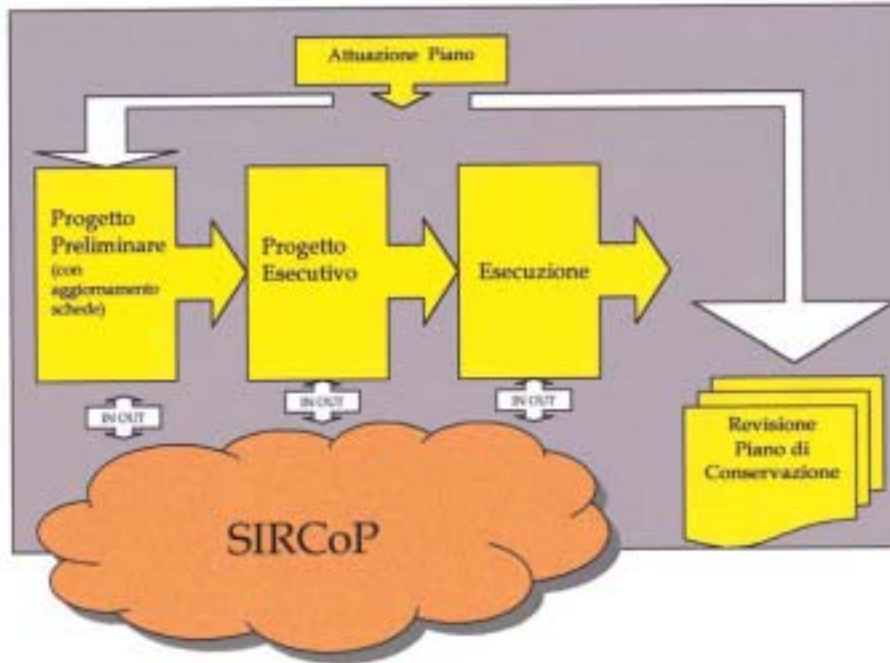 Attuazione Piano
Progetto
Preliminare
(con
aggiornamento
schede)
Progetto
Esecutivo
Esecuzione
IN OUT
IN OUT
IN OUT
Revisione
Piano di
Conservazione
SIRCoP